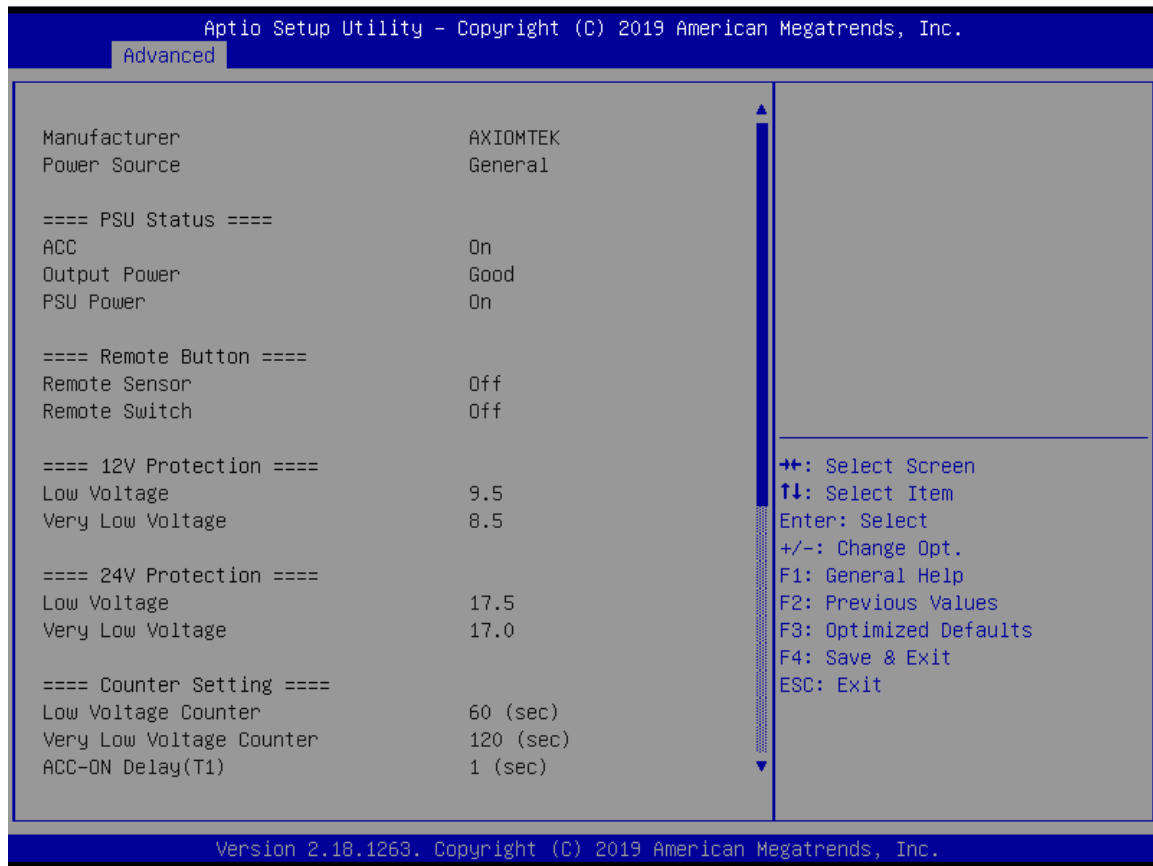 Aptio Setup Utility – Copyright (C) 2019 American Megatrends, Inc.
Advanced
Manufacturer AXIOMTEK
Power Source General
==== PSU Status ====
ACC On
Output Power Good
PSU Power On
==== Remote Button ====
Remote Sensor Off
Remote Switch Off
==== 12V Protection ====
Low Voltage 9.5
Very Low Voltage 8.5
==== 24V Protection ====
Low Voltage 17.5
Very Low Voltage 17.0
==== Counter Setting ====
Low Voltage Counter 60 (sec)
Very Low Voltage Counter 120 (sec)
ACC-ON Delay(T1) 1 (sec)
→←: Select Screen
↑↓: Select Item
Enter: Select
+/-: Change Opt.
F1: General Help
F2: Previous Values
F3: Optimized Defaults
F4: Save & Exit
ESC: Exit
Version 2.18.1263. Copyright (C) 2019 American Megatrends, Inc.